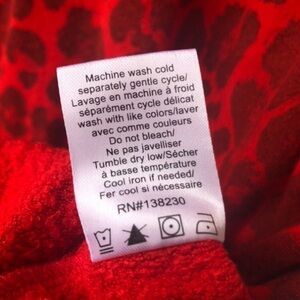 Machine wash cold
separately gentle cycle/
Lavage en machine à froid
séparément cycle délicat
wash with like colors/laver
avec comme couleurs
Do not bleach/
Ne pas javelliser
Tumble dry low/Sécher
à basse température
Cool iron if needed/
Fer cool si nécessaire
RN#138230